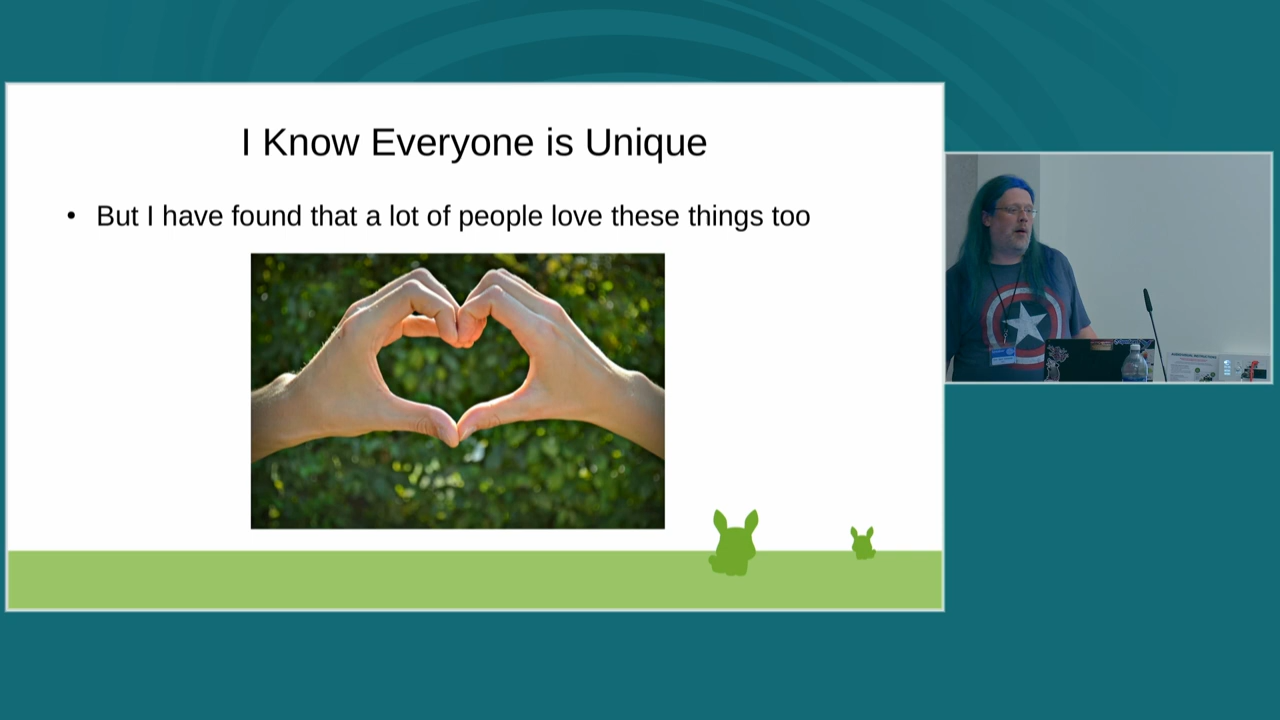 I Know Everyone is Unique
• But I have found that a lot of people love these things too